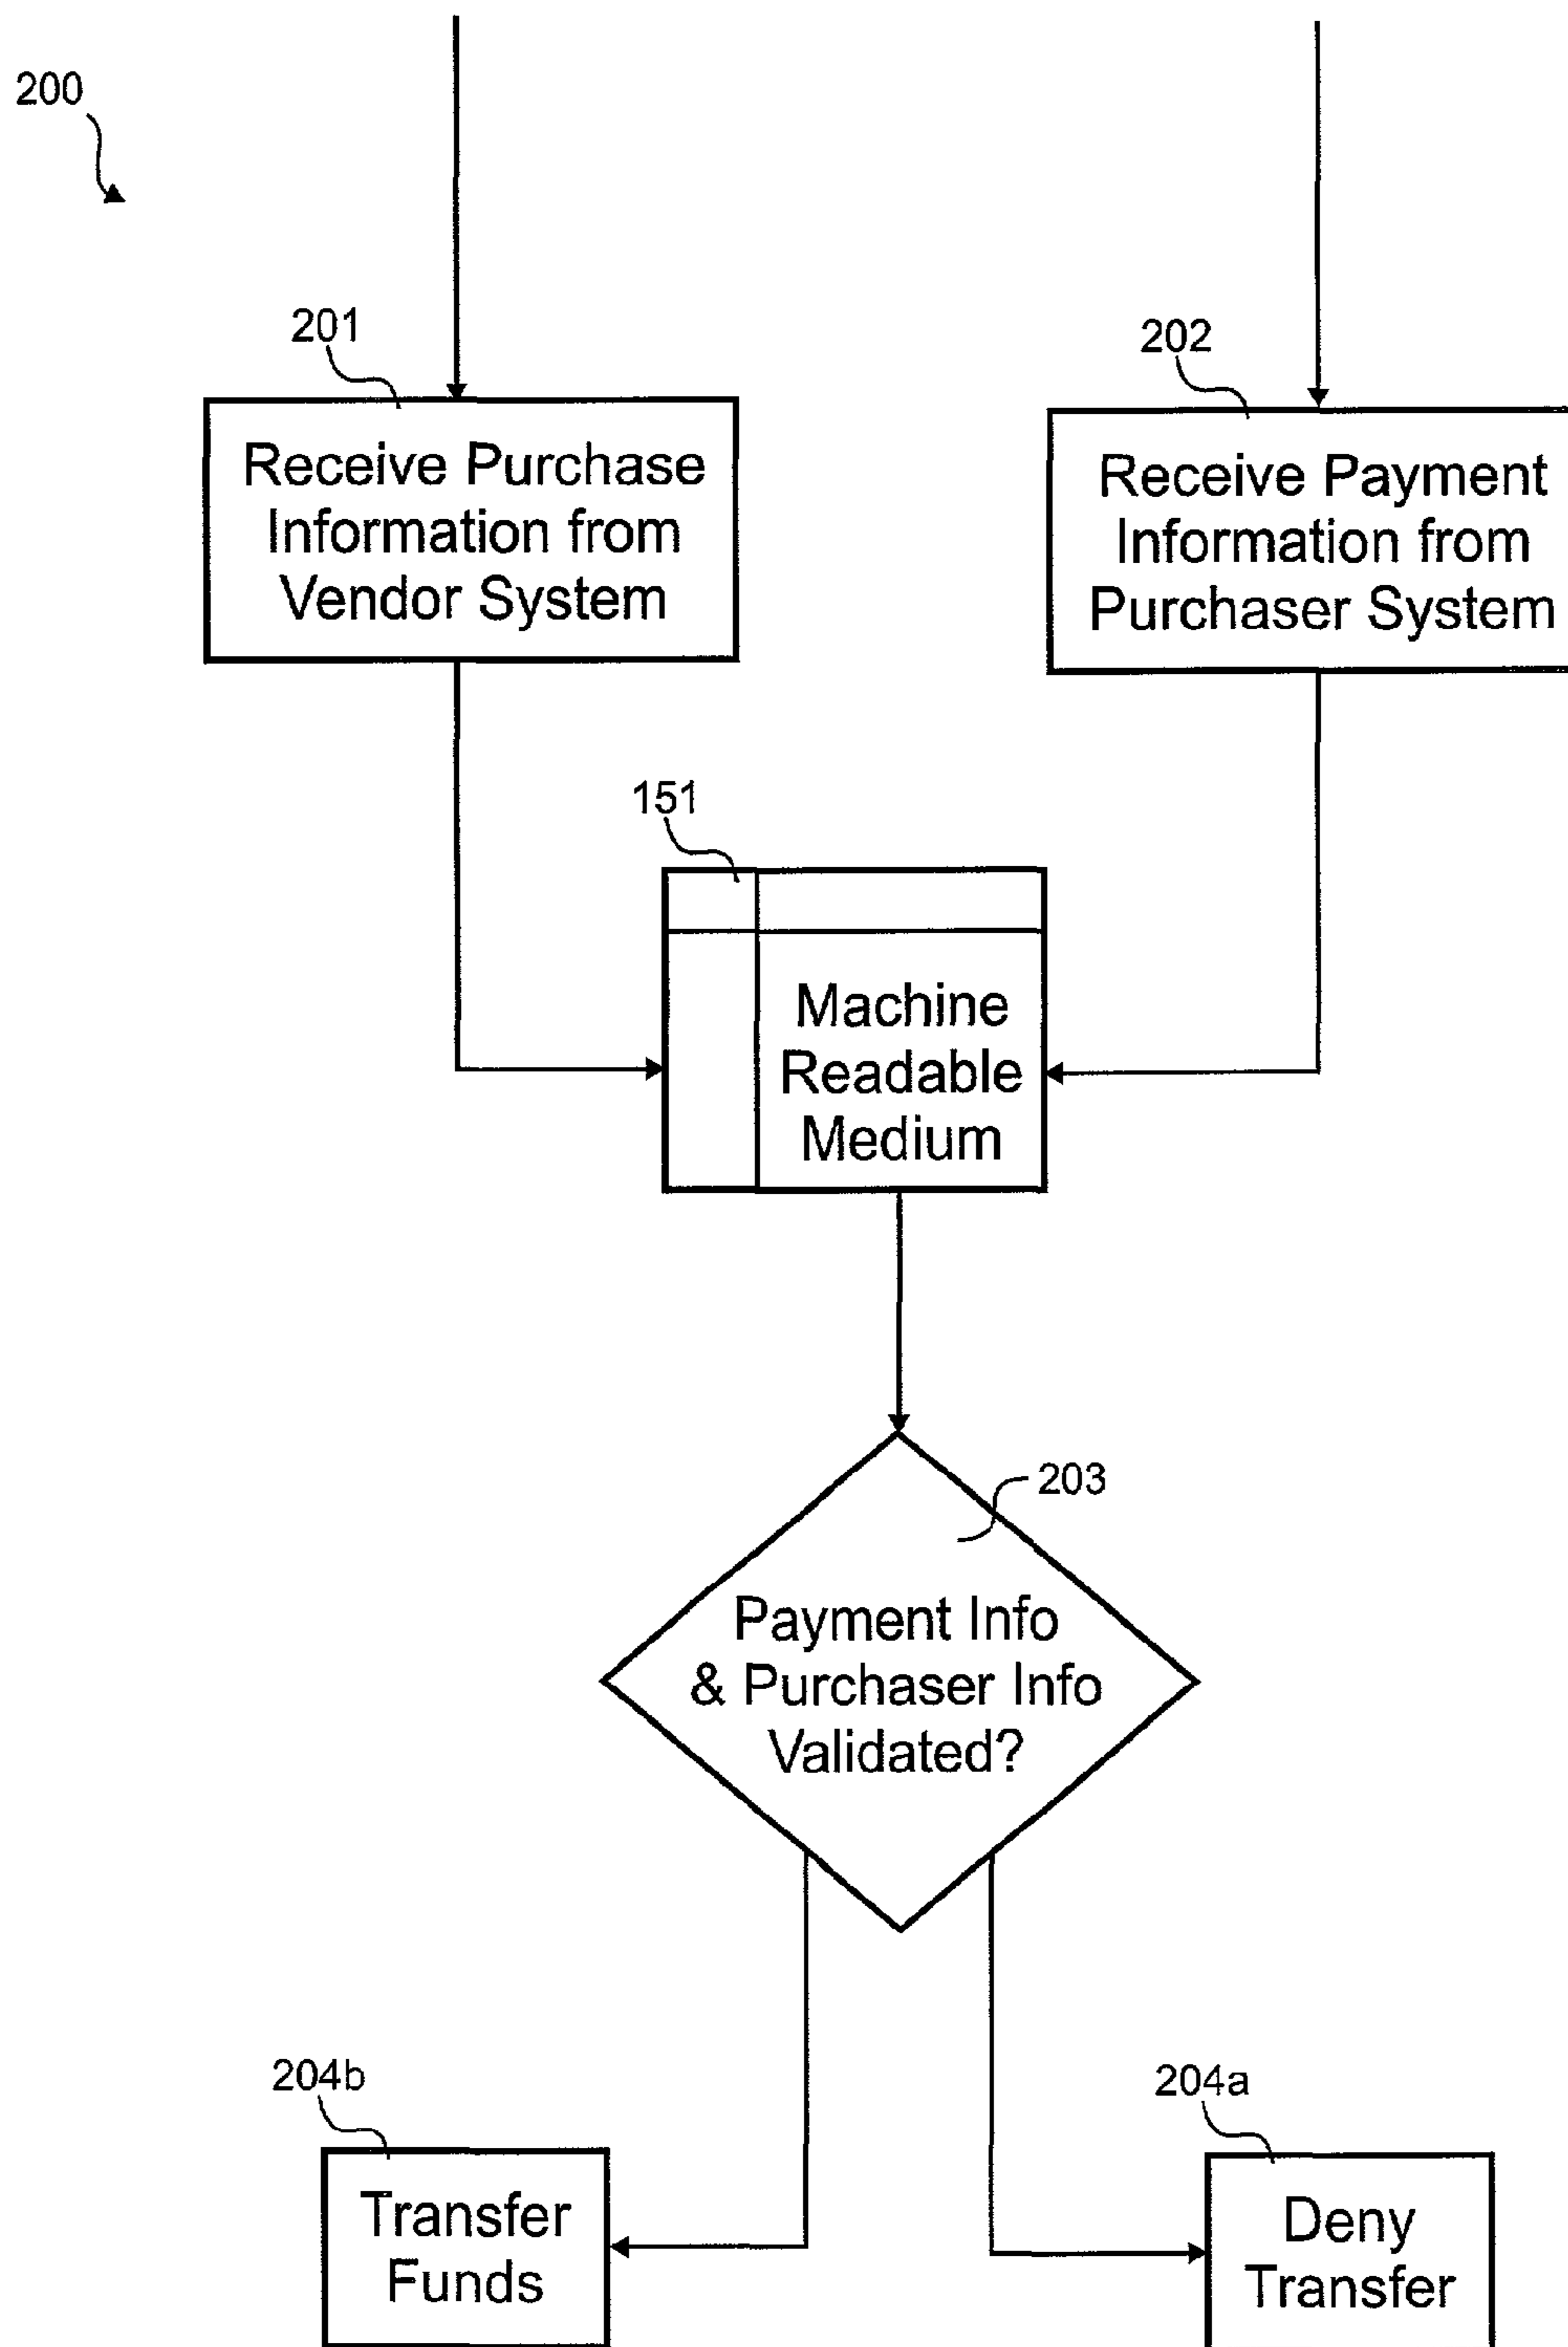 200
201
Receive Purchase
Information from
Vendor System
202
Receive Payment
Information from
Purchaser System
151
Machine
Readable
Medium
203
Payment Info
& Purchaser Info
Validated?
204b
Transfer
Funds
204a
Deny
Transfer